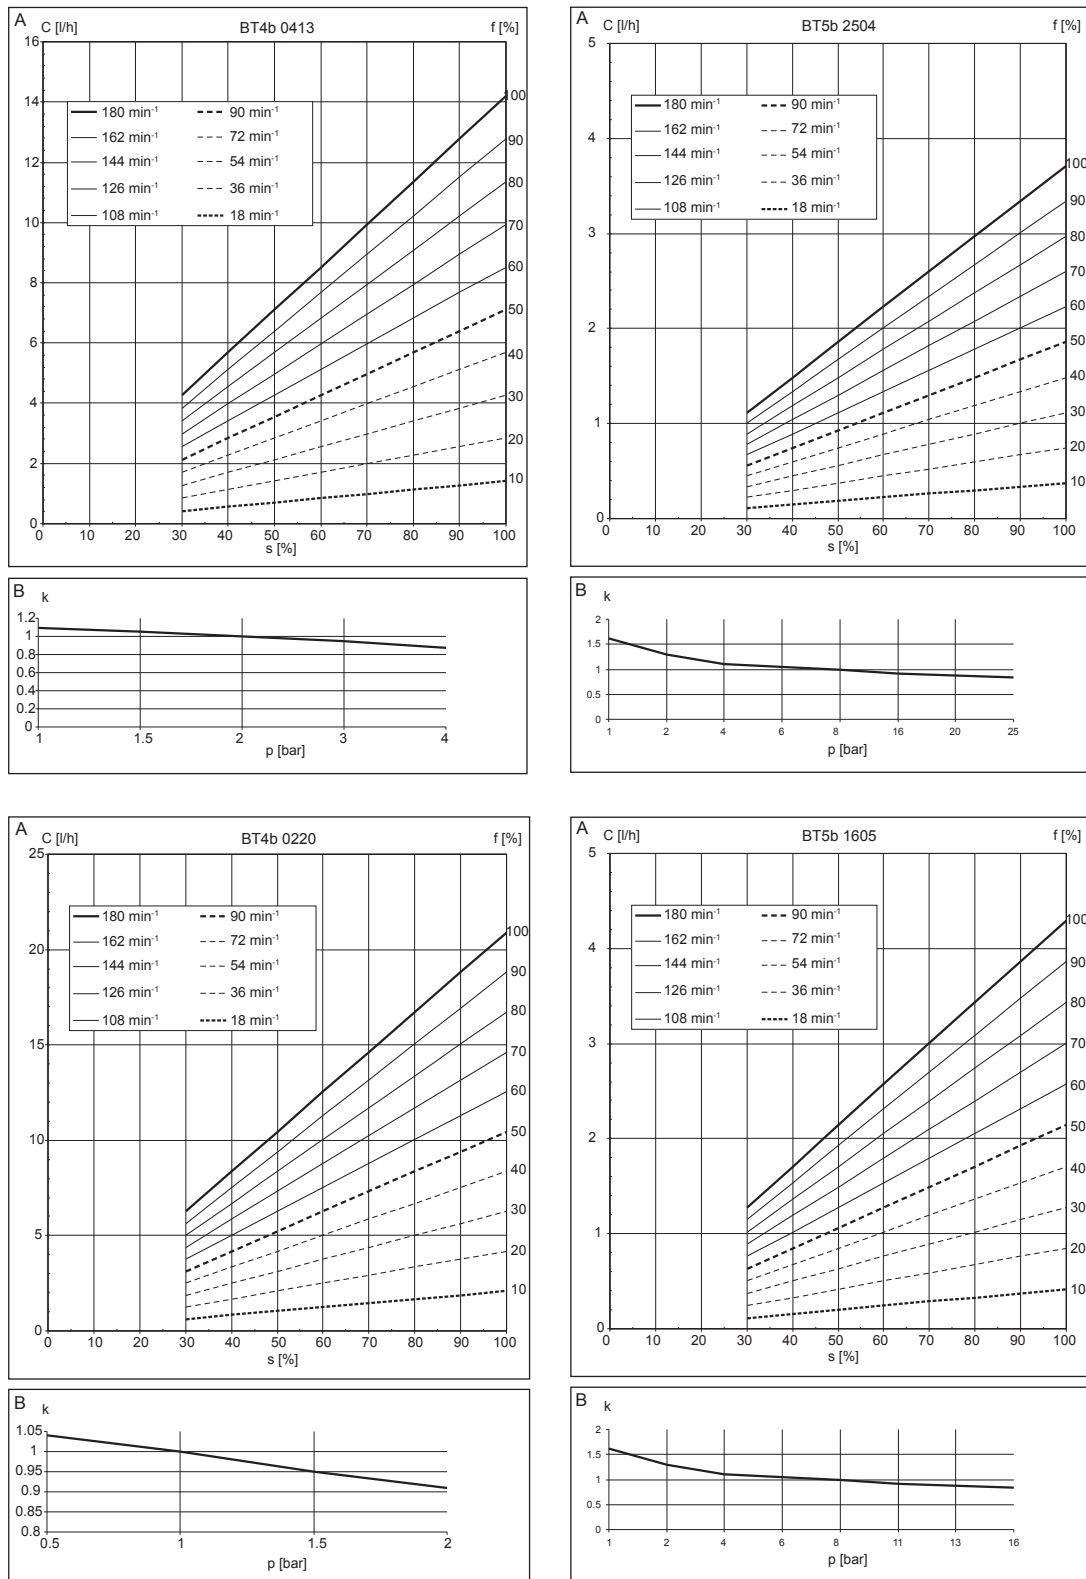 A
C [l/h] BT4b 0413 f [%]
16
14
12
10
8
6
4
2
0
180 min-1 90 min-1
162 min-1 72 min-1
144 min-1 54 min-1
126 min-1 36 min-1
108 min-1 18 min-1
100
90
80
70
60
50
40
30
20
10
0 10 20 30 40 50 60 70 80 90 100
s [%]
B
k
1.2
1
0.8
0.6
0.4
0.2
0
1 1.5 2 3 4
p [bar]
A
C [l/h] BT5b 2504 f [%]
5
4
3
2
1
0
180 min-1 90 min-1
162 min-1 72 min-1
144 min-1 54 min-1
126 min-1 36 min-1
108 min-1 18 min-1
100
90
80
70
60
50
40
30
20
10
0 10 20 30 40 50 60 70 80 90 100
s [%]
B
k
2
1.5
1
0.5
0
1 2 4 6 8 16 20 25
p [bar]
A
C [l/h] BT4b 0220 f [%]
25
20
15
10
5
0
180 min-1 90 min-1
162 min-1 72 min-1
144 min-1 54 min-1
126 min-1 36 min-1
108 min-1 18 min-1
100
90
80
70
60
50
40
30
20
10
0 10 20 30 40 50 60 70 80 90 100
s [%]
B
k
1.05
1
0.95
0.9
0.85
0.8
0.5 1 1.5 2
p [bar]
A
C [l/h] BT5b 1605 f [%]
5
4
3
2
1
0
180 min-1 90 min-1
162 min-1 72 min-1
144 min-1 54 min-1
126 min-1 36 min-1
108 min-1 18 min-1
100
90
80
70
60
50
40
30
20
10
0 10 20 30 40 50 60 70 80 90 100
s [%]
B
k
2
1.5
1
0.5
0
1 2 4 6 8 11 13 16
p [bar]